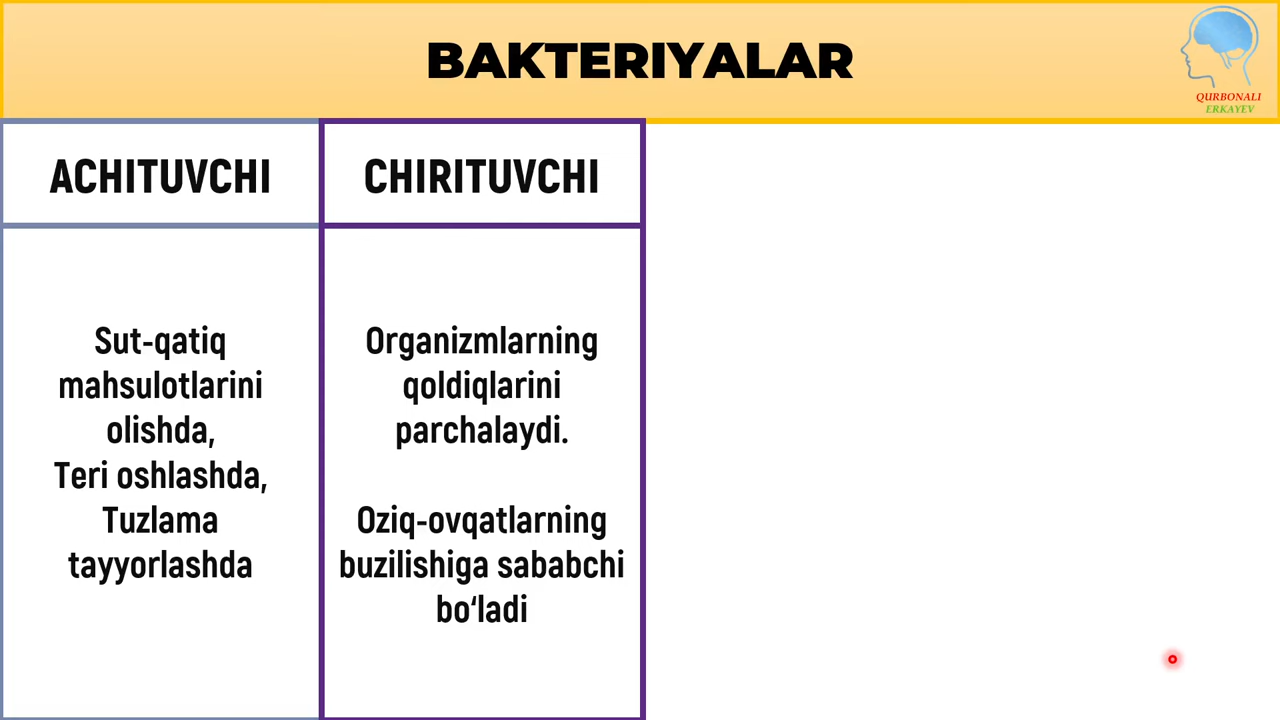 BAKTERIYALAR
QURBONALI
ERKAYEV
ACHITUVCHI
CHIRITUVCHI
Sut-qatiq
mahsulotlarini
olishda,
Teri oshlashda,
Tuzlama
tayyorlashda
Organizmlarning
qoldiqlarini
parchalaydi.
Oziq-ovqatlarning
buzilishiga sababchi
bo‘ladi